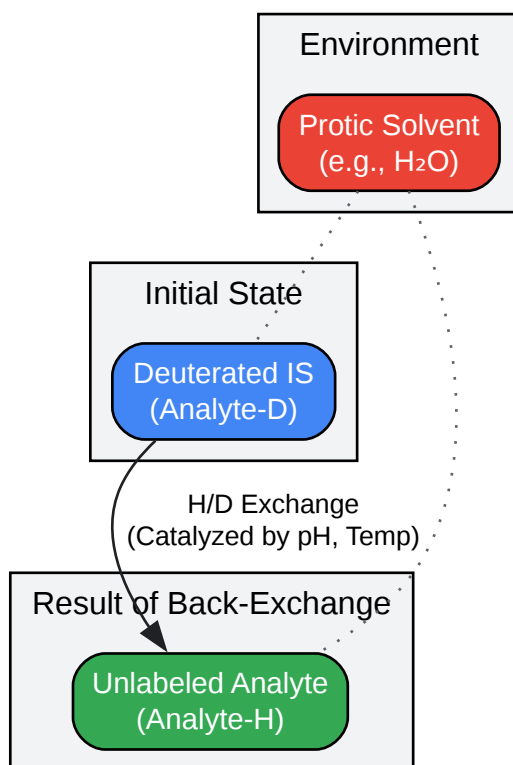 Environment
Protic Solvent
(e.g., H₂O)
Initial State
Deuterated IS
(Analyte-D)
H/D Exchange
(Catalyzed by pH, Temp)
Result of Back-Exchange
Unlabeled Analyte
(Analyte-H)